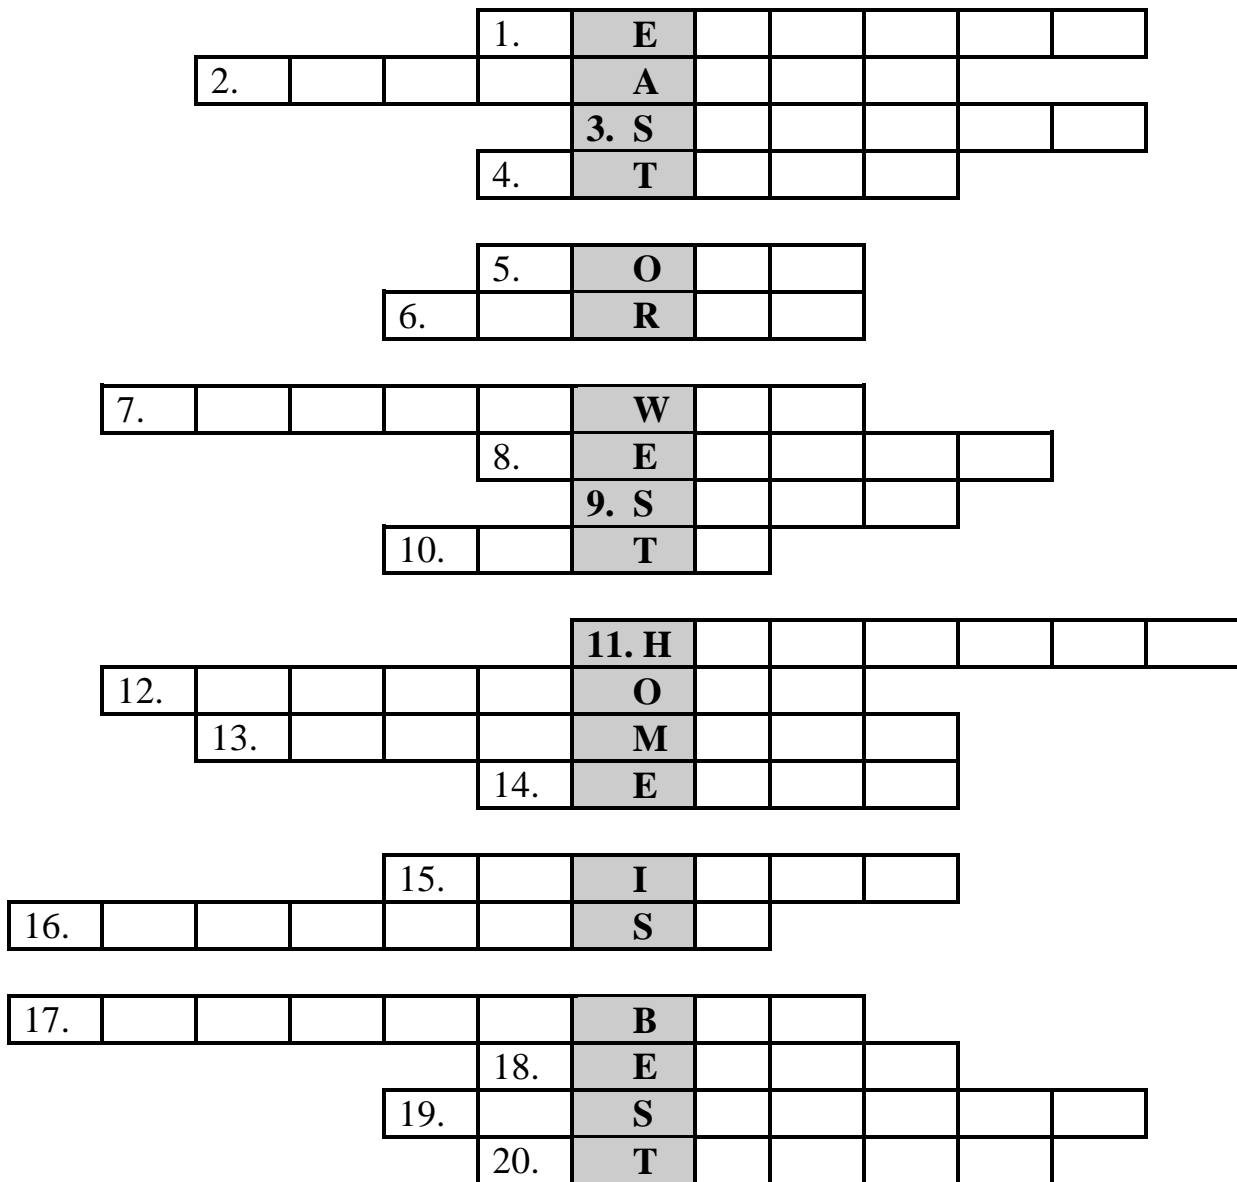 1. E
2. A
3. S
4. T
5. O
6. R
7. W
8. E
9. S
10. T
11. H
12. O
13. M
14. E
15. I
16. S
17. B
18. E
19. S
20. T